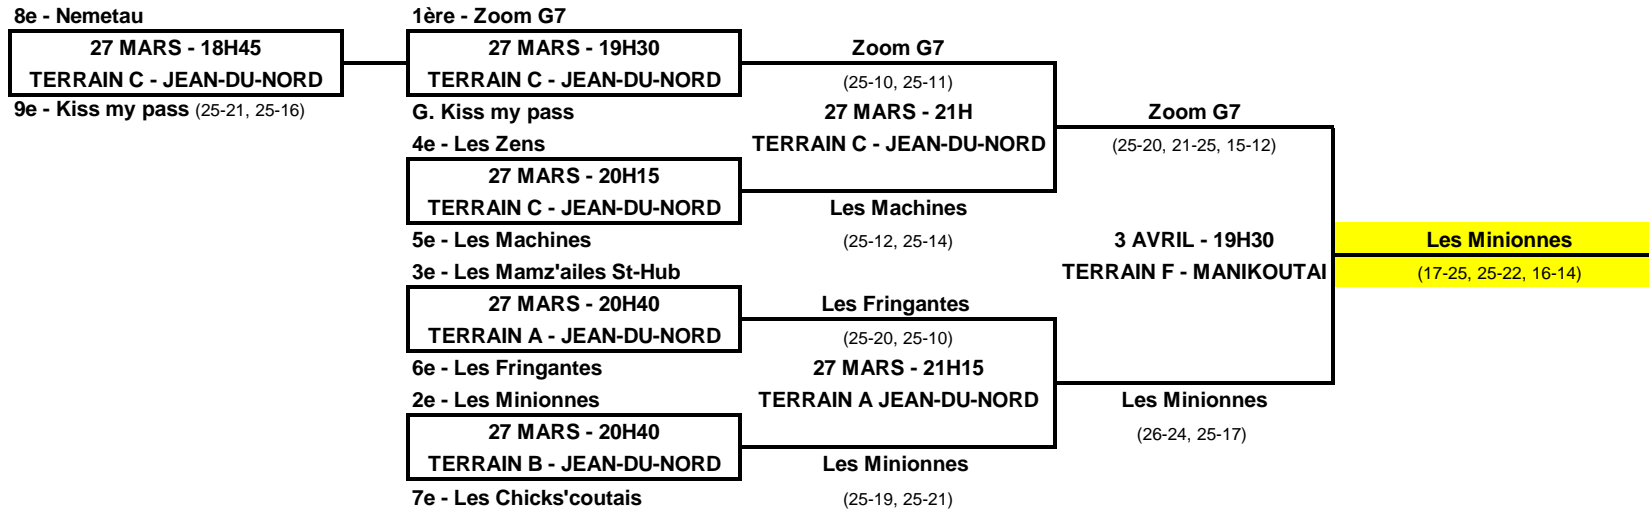 8e - Nemetau
27 MARS - 18H45
TERRAIN C - JEAN-DU-NORD
9e - Kiss my pass (25-21, 25-16)
1ère - Zoom G7
27 MARS - 19H30
TERRAIN C - JEAN-DU-NORD
G. Kiss my pass
4e - Les Zens
27 MARS - 20H15
TERRAIN C - JEAN-DU-NORD
5e - Les Machines
3e - Les Mamz'ailes St-Hub
27 MARS - 20H40
TERRAIN A - JEAN-DU-NORD
6e - Les Fringantes
2e - Les Minionnes
27 MARS - 20H40
TERRAIN B - JEAN-DU-NORD
7e - Les Chicks'coutais
Zoom G7
(25-10, 25-11)
27 MARS - 21H
TERRAIN C - JEAN-DU-NORD
Les Machines
(25-12, 25-14)
Les Fringantes
(25-20, 25-10)
27 MARS - 21H15
TERRAIN A JEAN-DU-NORD
Les Minionnes
(25-19, 25-21)
Zoom G7
(25-20, 21-25, 15-12)
3 AVRIL - 19H30
TERRAIN F - MANIKOUTAI
Les Minionnes
(26-24, 25-17)
Les Minionnes
(17-25, 25-22, 16-14)